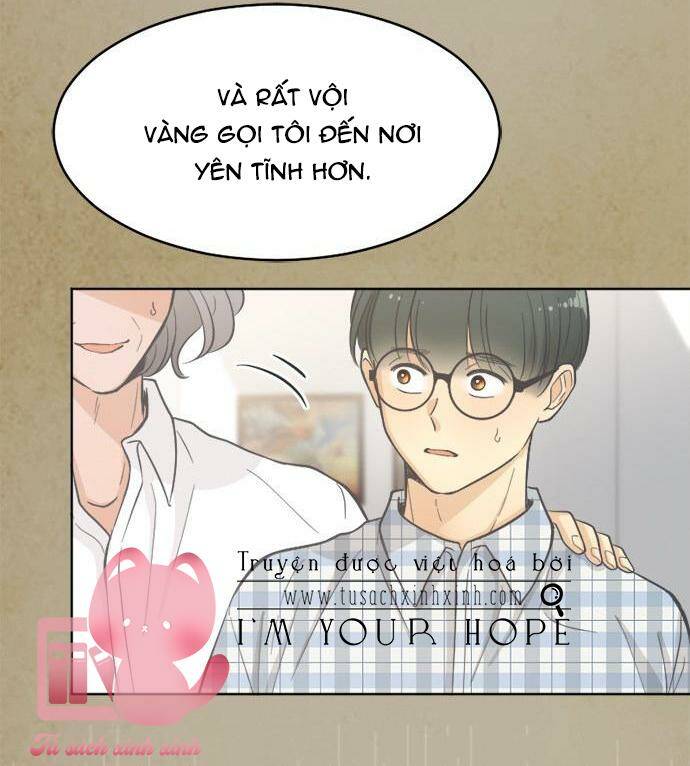 VÀ RẤT VỘI
VÀNG GỌI TÔI ĐẾN NƠI
YÊN TĨNH HƠN.
Truyện được việt hoá bởi
www.tusachxinhxinh.com
I'M YOUR HOPE
Tủ sách xinh xinh